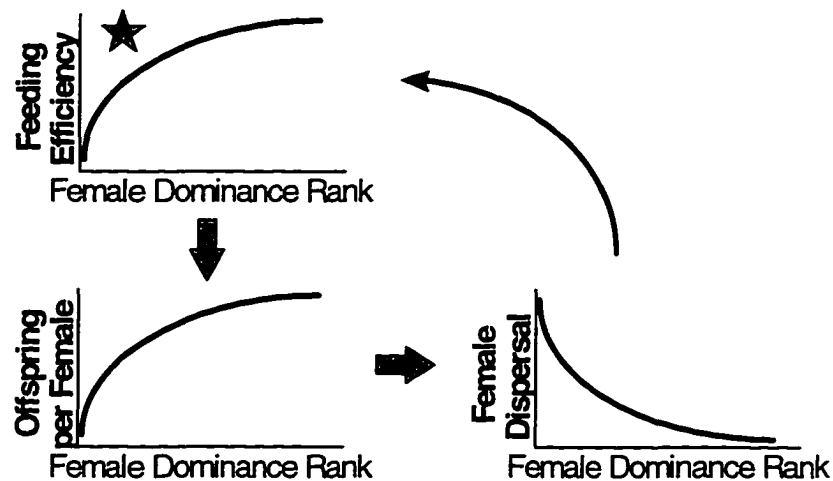 Feeding
Efficiency
Female Dominance Rank
Offspring
per Female
Female Dominance Rank
Female
Dispersal
Female Dominance Rank